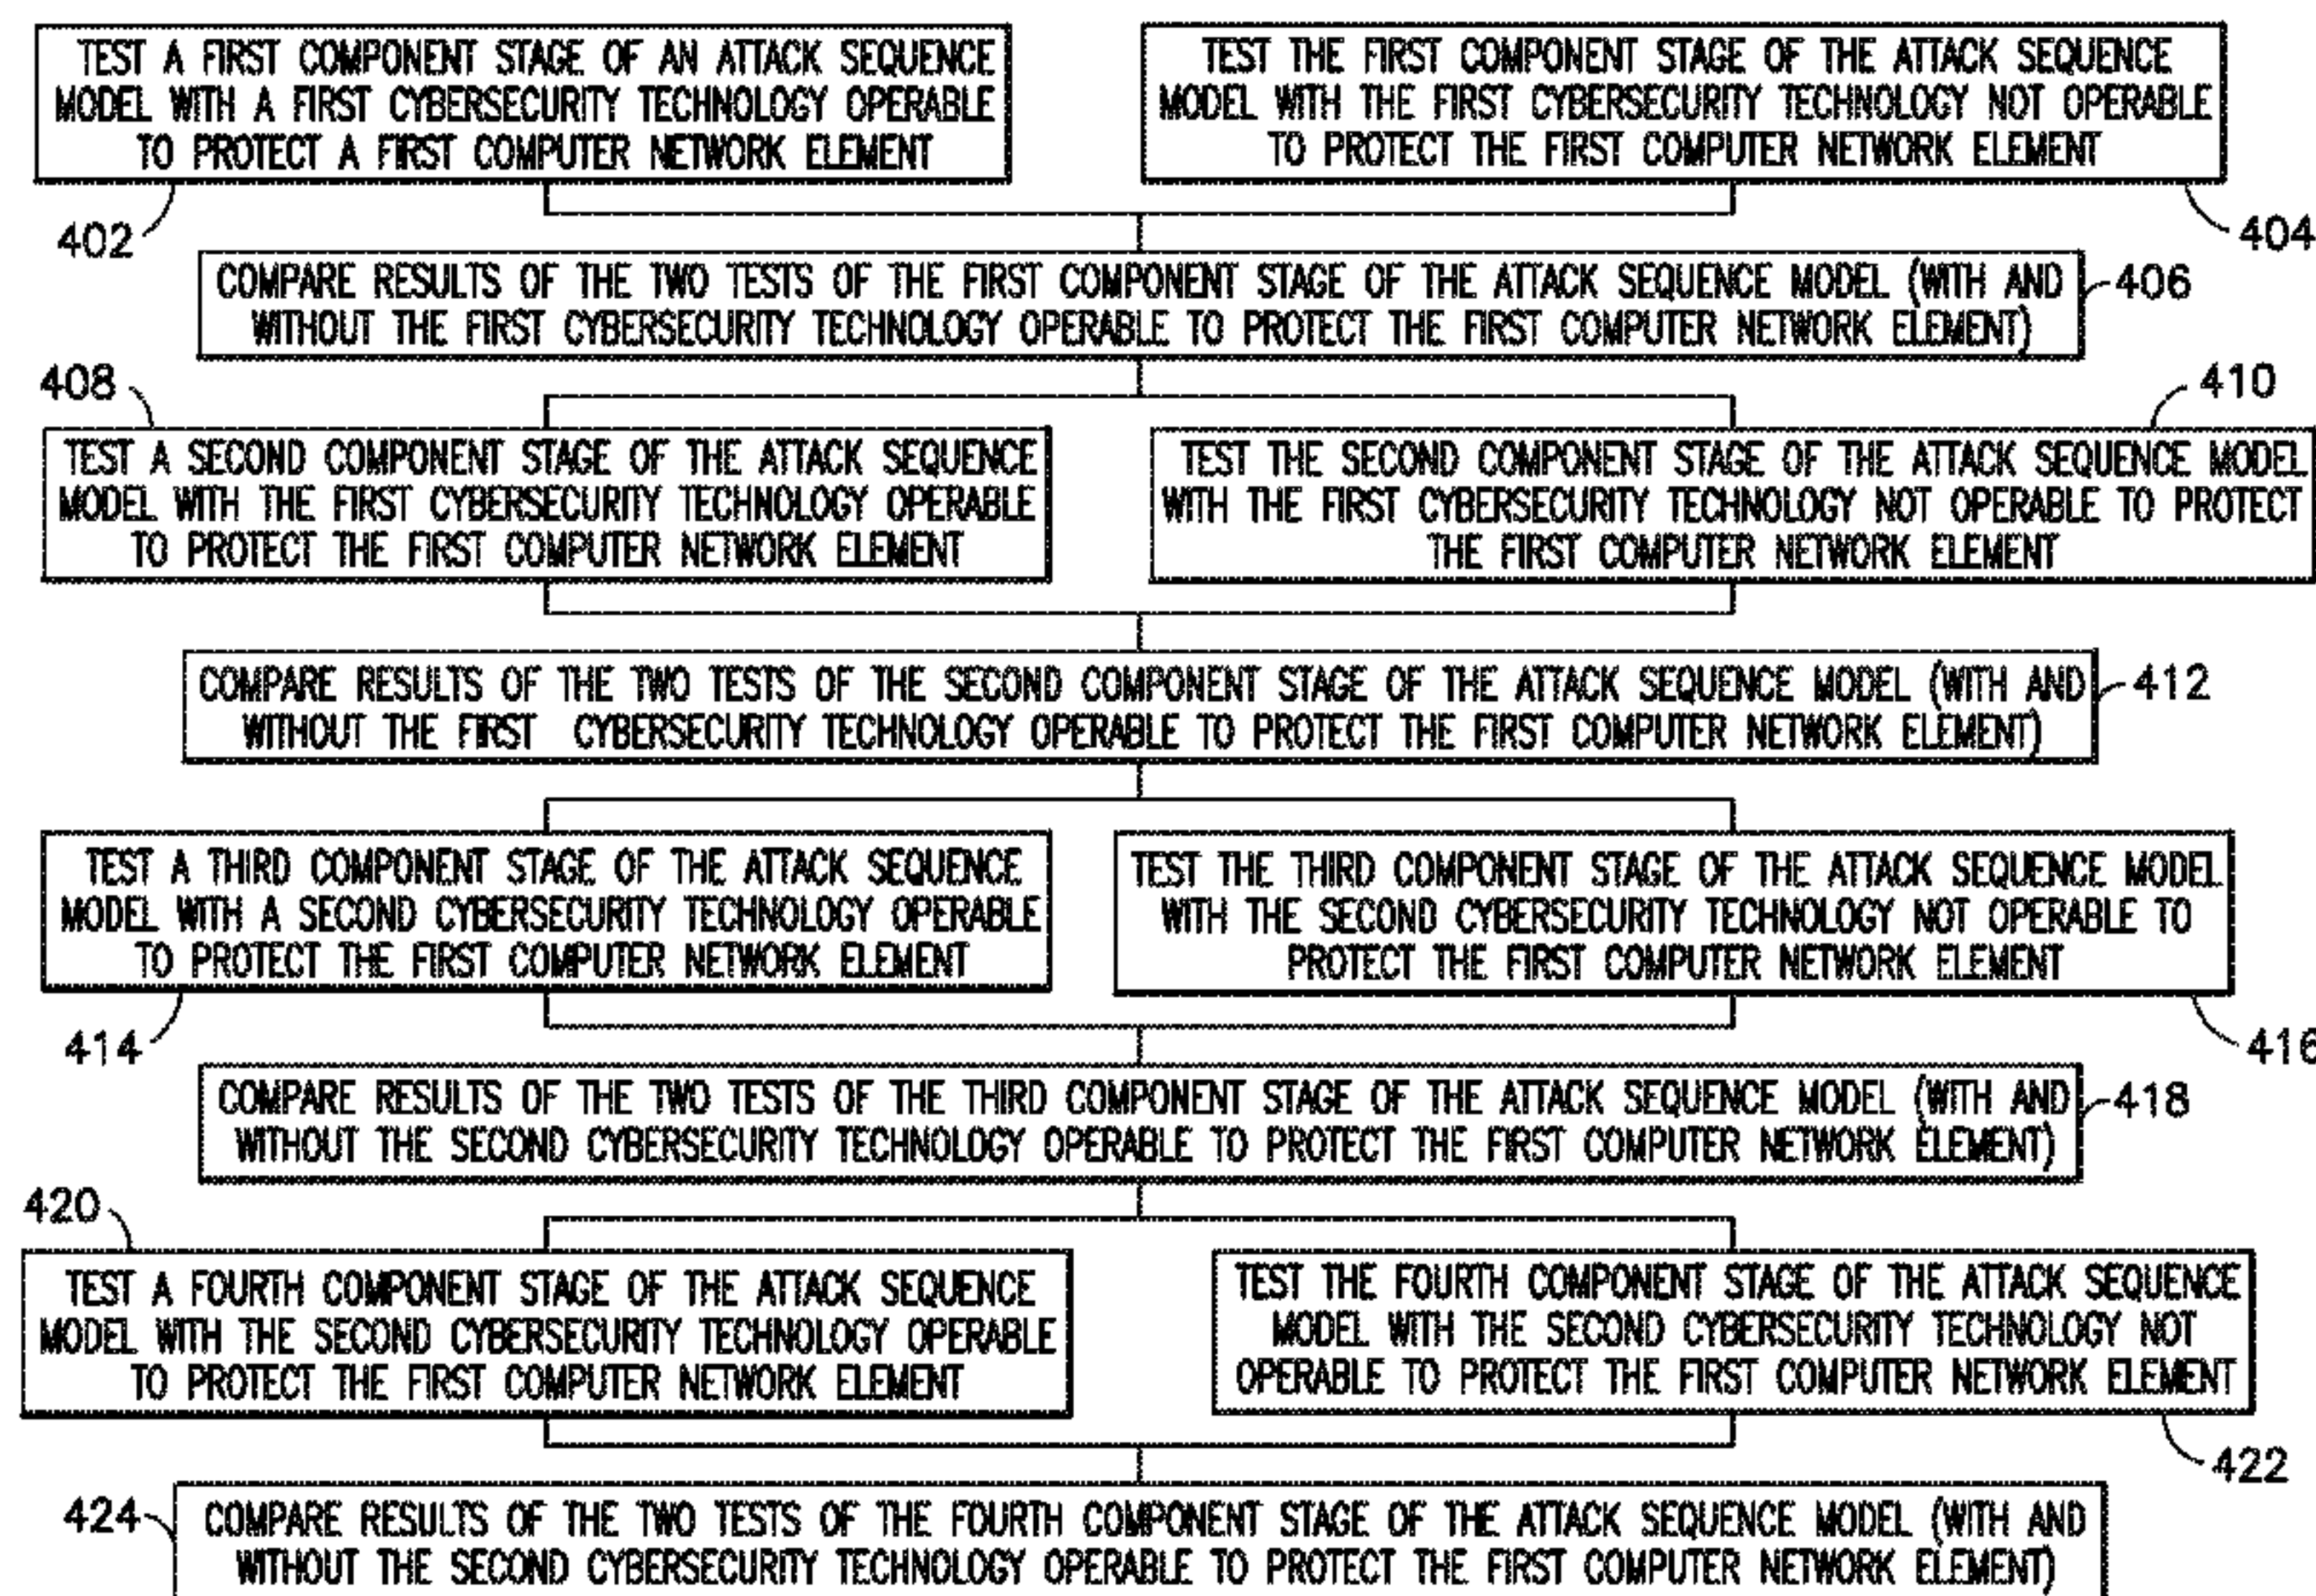 TEST A FIRST COMPONENT STAGE OF AN ATTACK SEQUENCE
MODEL WITH A FIRST CYBERSECURITY TECHNOLOGY OPERABLE
TO PROTECT A FIRST COMPUTER NETWORK ELEMENT
402
TEST THE FIRST COMPONENT STAGE OF THE ATTACK SEQUENCE
MODEL WITH THE FIRST CYBERSECURITY TECHNOLOGY NOT OPERABLE
TO PROTECT THE FIRST COMPUTER NETWORK ELEMENT
404
COMPARE RESULTS OF THE TWO TESTS OF THE FIRST COMPONENT STAGE OF THE ATTACK SEQUENCE MODEL (WITH AND
WITHOUT THE FIRST CYBERSECURITY TECHNOLOGY OPERABLE TO PROTECT THE FIRST COMPUTER NETWORK ELEMENT)
406
408
TEST A SECOND COMPONENT STAGE OF THE ATTACK SEQUENCE
MODEL WITH THE FIRST CYBERSECURITY TECHNOLOGY OPERABLE
TO PROTECT THE FIRST COMPUTER NETWORK ELEMENT
410
TEST THE SECOND COMPONENT STAGE OF THE ATTACK SEQUENCE MODEL
WITH THE FIRST CYBERSECURITY TECHNOLOGY NOT OPERABLE TO PROTECT
THE FIRST COMPUTER NETWORK ELEMENT
COMPARE RESULTS OF THE TWO TESTS OF THE SECOND COMPONENT STAGE OF THE ATTACK SEQUENCE MODEL (WITH AND
WITHOUT THE FIRST CYBERSECURITY TECHNOLOGY OPERABLE TO PROTECT THE FIRST COMPUTER NETWORK ELEMENT)
412
TEST A THIRD COMPONENT STAGE OF THE ATTACK SEQUENCE
MODEL WITH A SECOND CYBERSECURITY TECHNOLOGY OPERABLE
TO PROTECT THE FIRST COMPUTER NETWORK ELEMENT
414
TEST THE THIRD COMPONENT STAGE OF THE ATTACK SEQUENCE MODEL
WITH THE SECOND CYBERSECURITY TECHNOLOGY NOT OPERABLE TO
PROTECT THE FIRST COMPUTER NETWORK ELEMENT
416
COMPARE RESULTS OF THE TWO TESTS OF THE THIRD COMPONENT STAGE OF THE ATTACK SEQUENCE MODEL (WITH AND
WITHOUT THE SECOND CYBERSECURITY TECHNOLOGY OPERABLE TO PROTECT THE FIRST COMPUTER NETWORK ELEMENT)
418
420
TEST A FOURTH COMPONENT STAGE OF THE ATTACK SEQUENCE
MODEL WITH THE SECOND CYBERSECURITY TECHNOLOGY OPERABLE
TO PROTECT THE FIRST COMPUTER NETWORK ELEMENT
TEST THE FOURTH COMPONENT STAGE OF THE ATTACK SEQUENCE
MODEL WITH THE SECOND CYBERSECURITY TECHNOLOGY NOT
OPERABLE TO PROTECT THE FIRST COMPUTER NETWORK ELEMENT
422
424
COMPARE RESULTS OF THE TWO TESTS OF THE FOURTH COMPONENT STAGE OF THE ATTACK SEQUENCE MODEL (WITH AND
WITHOUT THE SECOND CYBERSECURITY TECHNOLOGY OPERABLE TO PROTECT THE FIRST COMPUTER NETWORK ELEMENT)